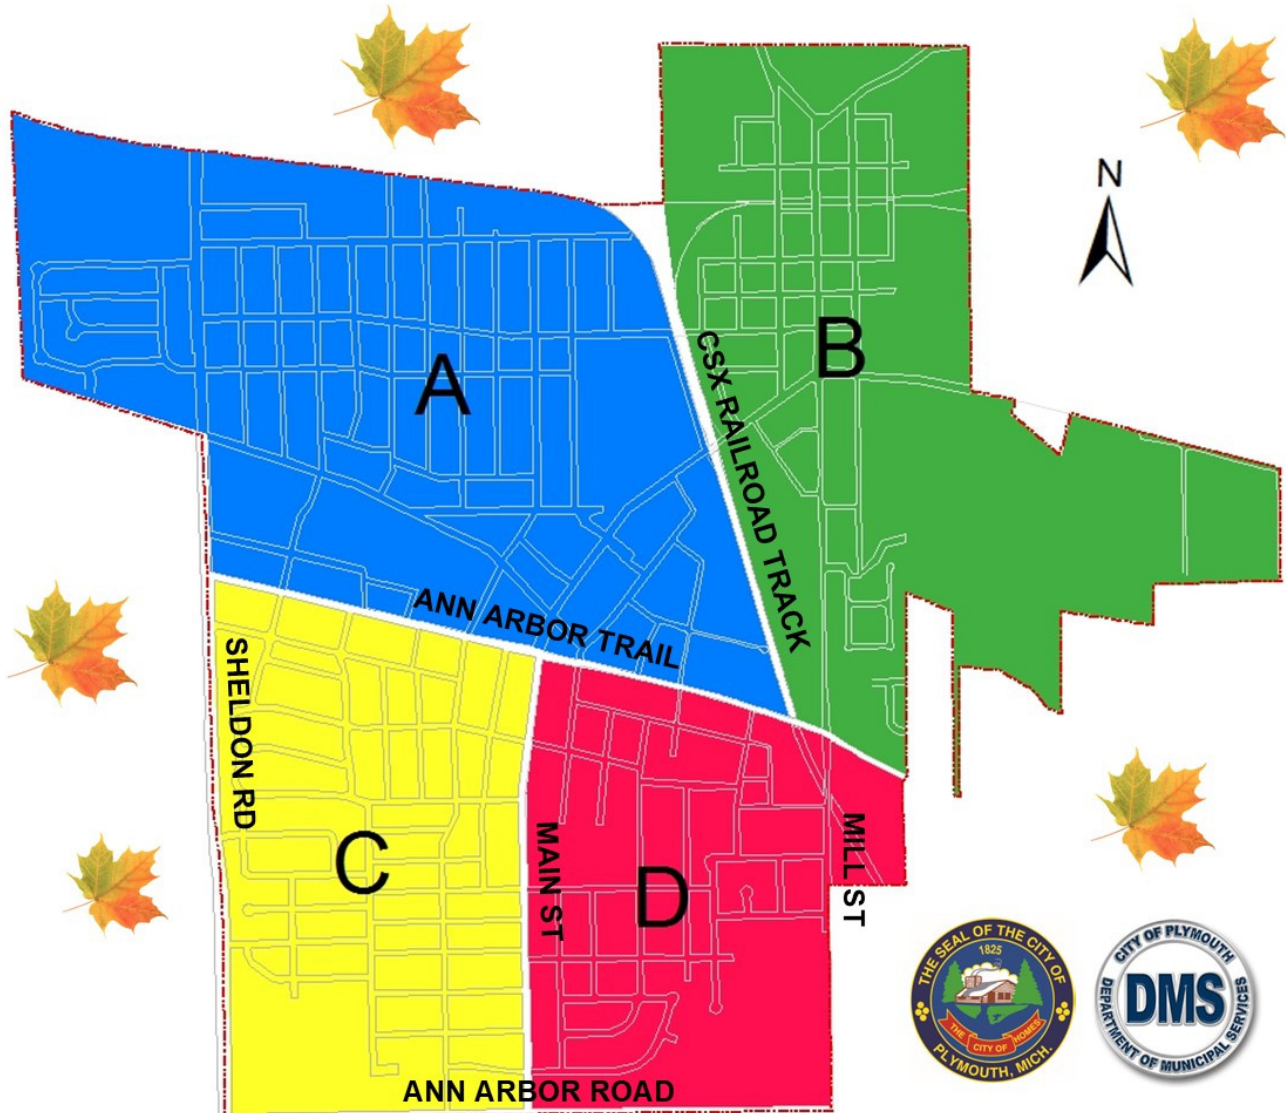 N
A
B
CSX RAILROAD TRACK
ANN ARBOR TRAIL
SHELDON RD
C
MAIN ST
D
MILL ST
ANN ARBOR ROAD
THE SEAL OF THE CITY OF
1825
THE
CITY OF
HOMES
PLYMOUTH, MICH.
CITY OF PLYMOUTH
DMS
DEPARTMENT OF MUNICIPAL SERVICES